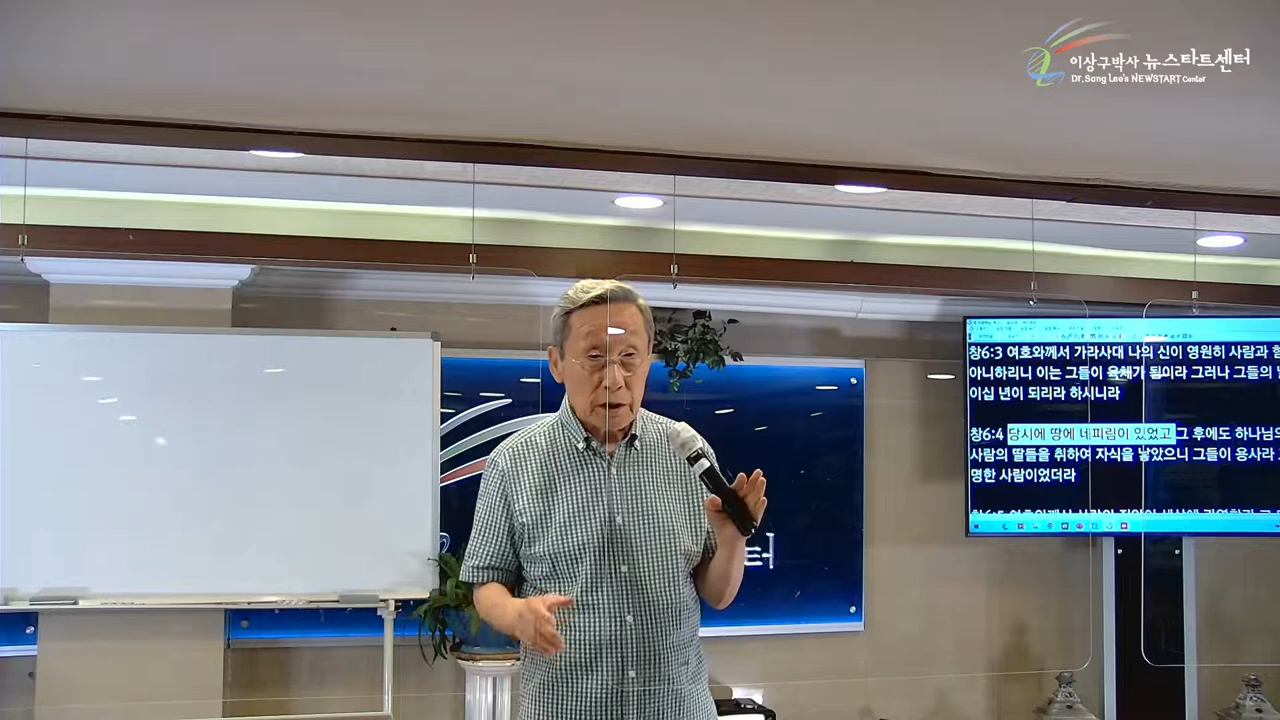 이상구박사 뉴스타트센터
Dr. Sang Lee's NEWSTART Center
창6:3 여호와께서 가라사대 나의 신이 영원히 사람과 함
아니하리니 이는 그들이 육체가 됨이라 그러나 그들의
이십 년이 되리라 하시니라
창6:4 당시에 땅에 네피림이 있었고 그 후에도 하나님의
사람의 딸들을 취하여 자식을 낳았으니 그들이 용사라
명한 사람이었더라
터